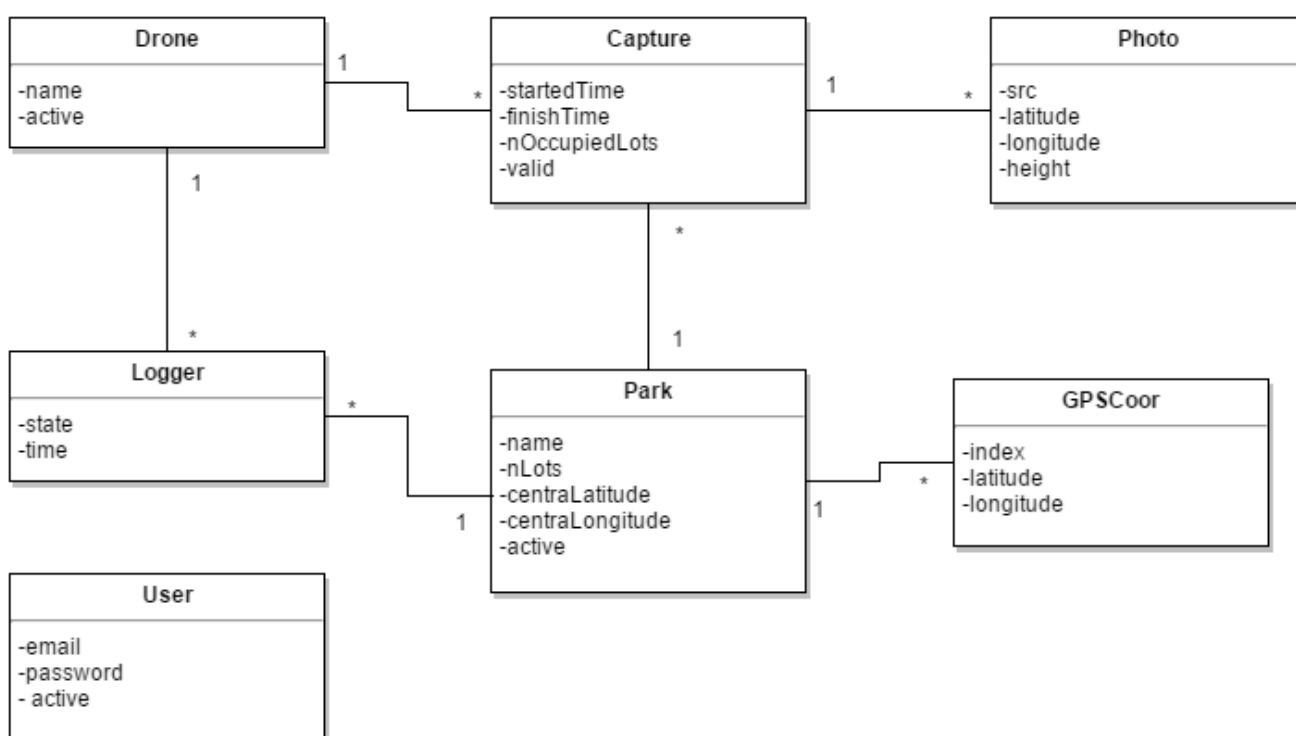 Drone
-name
-active
1
*
Capture
-startedTime
-finishTime
-nOccupiedLots
-valid
1
*
Photo
-src
-latitude
-longitude
-height
1
*
*
1
Logger
-state
-time
*
1
Park
-name
-nLots
-centraLatitude
-centraLongitude
-active
1
*
GPSCoor
-index
-latitude
-longitude
User
-email
-password
- active